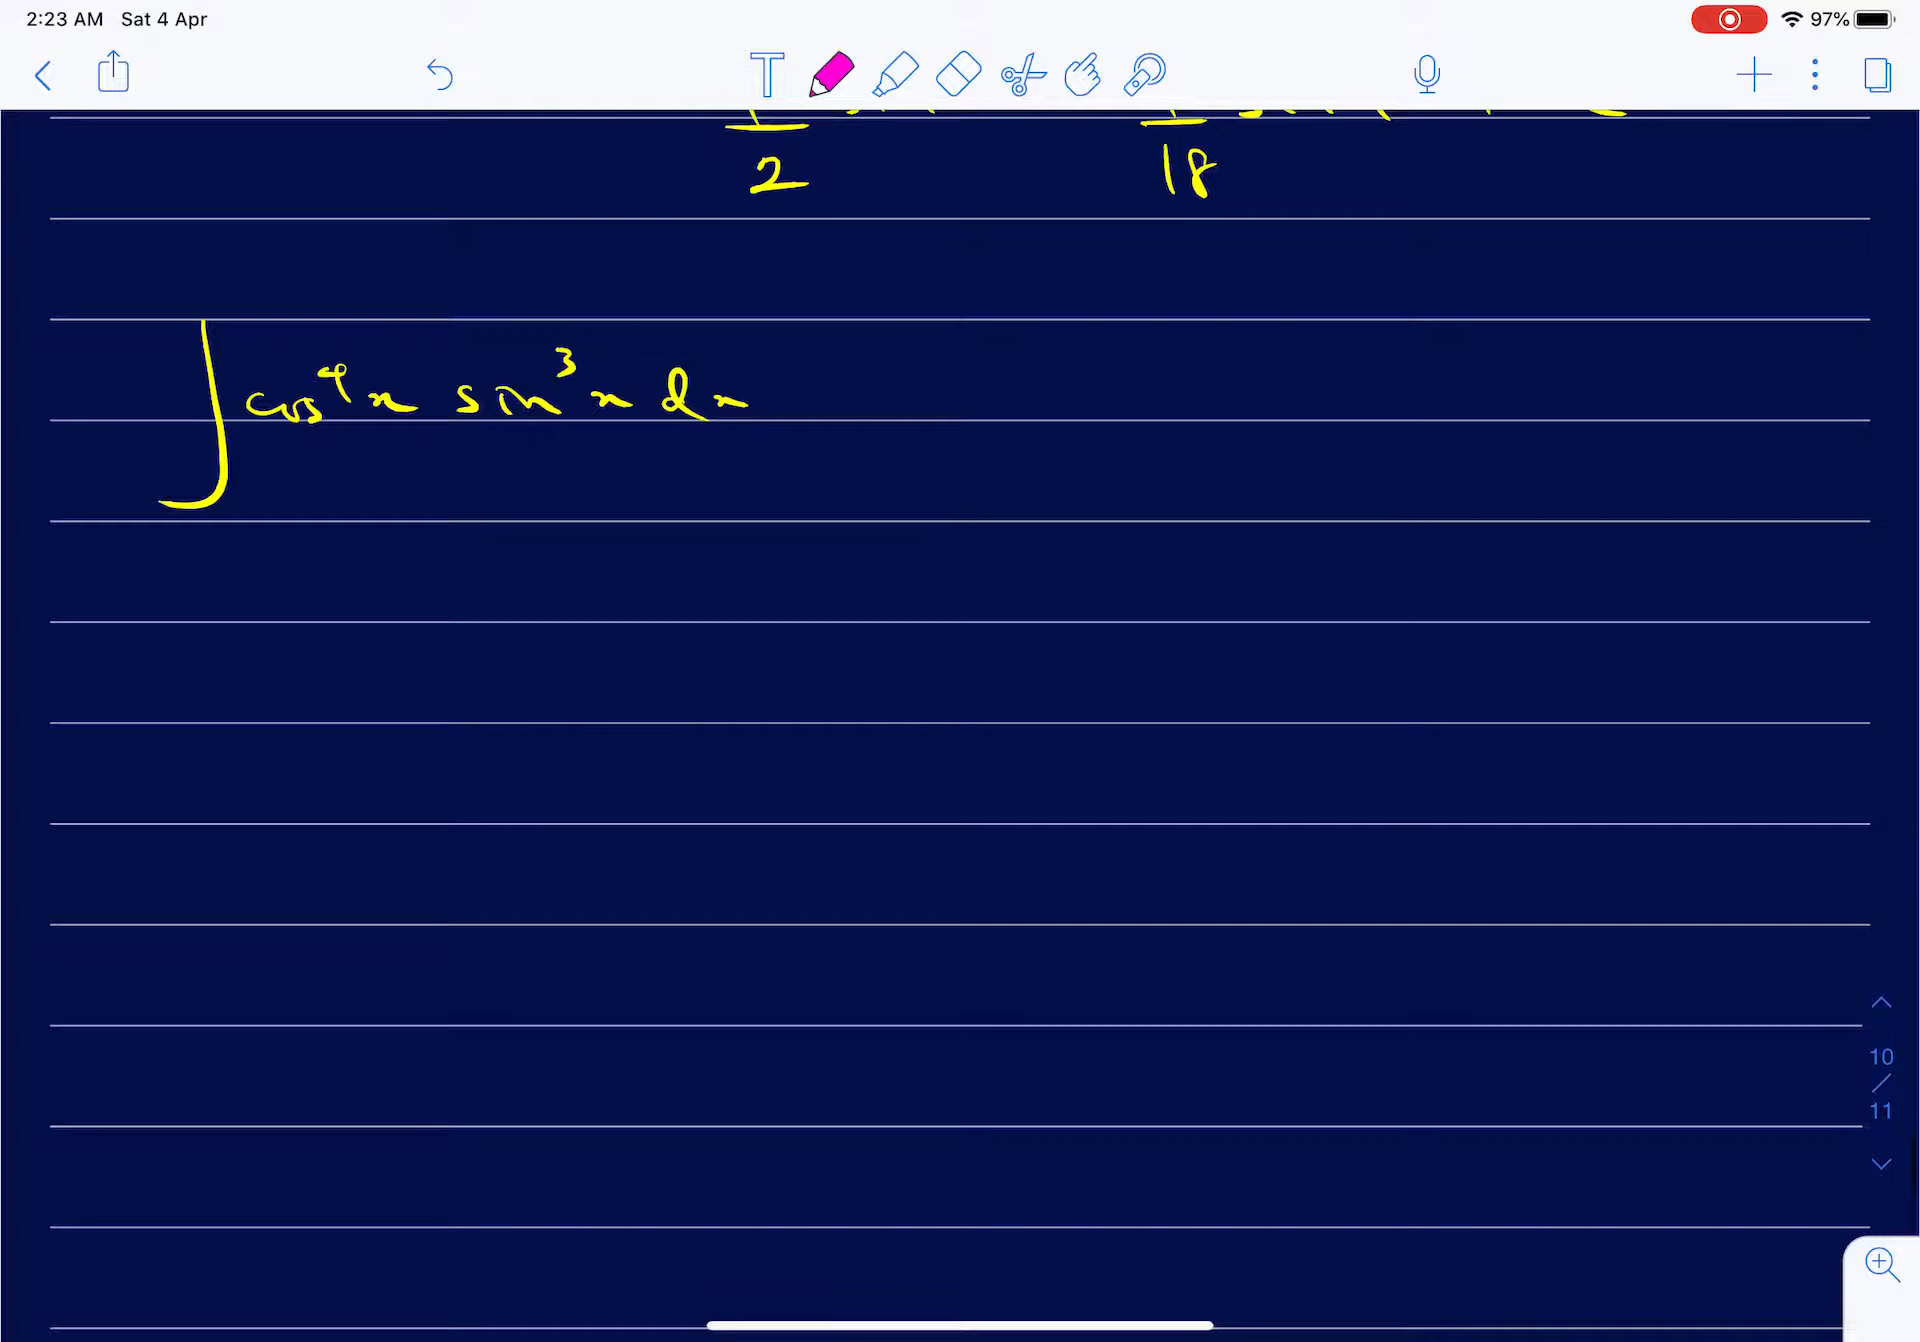 2:23 AM Sat 4 Apr 97%
T
2 18
∫ cos⁴x sin³x dx
10
/
11